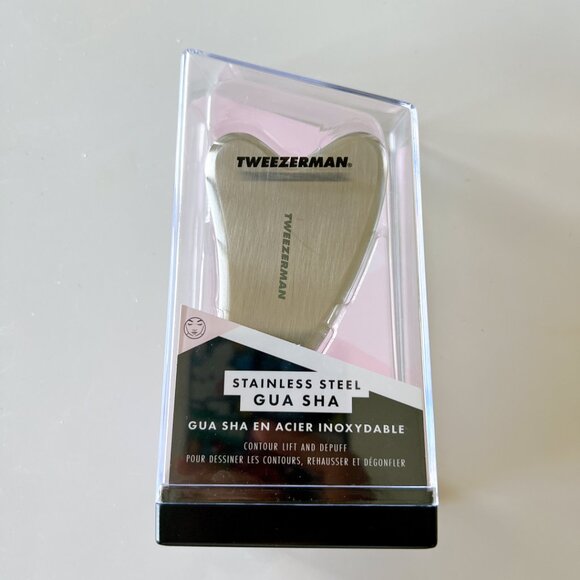 TWEEZERMAN®
TWEEZERMAN
STAINLESS STEEL
GUA SHA
GUA SHA EN ACIER INOXYDABLE
CONTOUR LIFT AND DEPUFF
POUR DESSINER LES CONTOURS, REHAUSSER ET DÉGONFLER